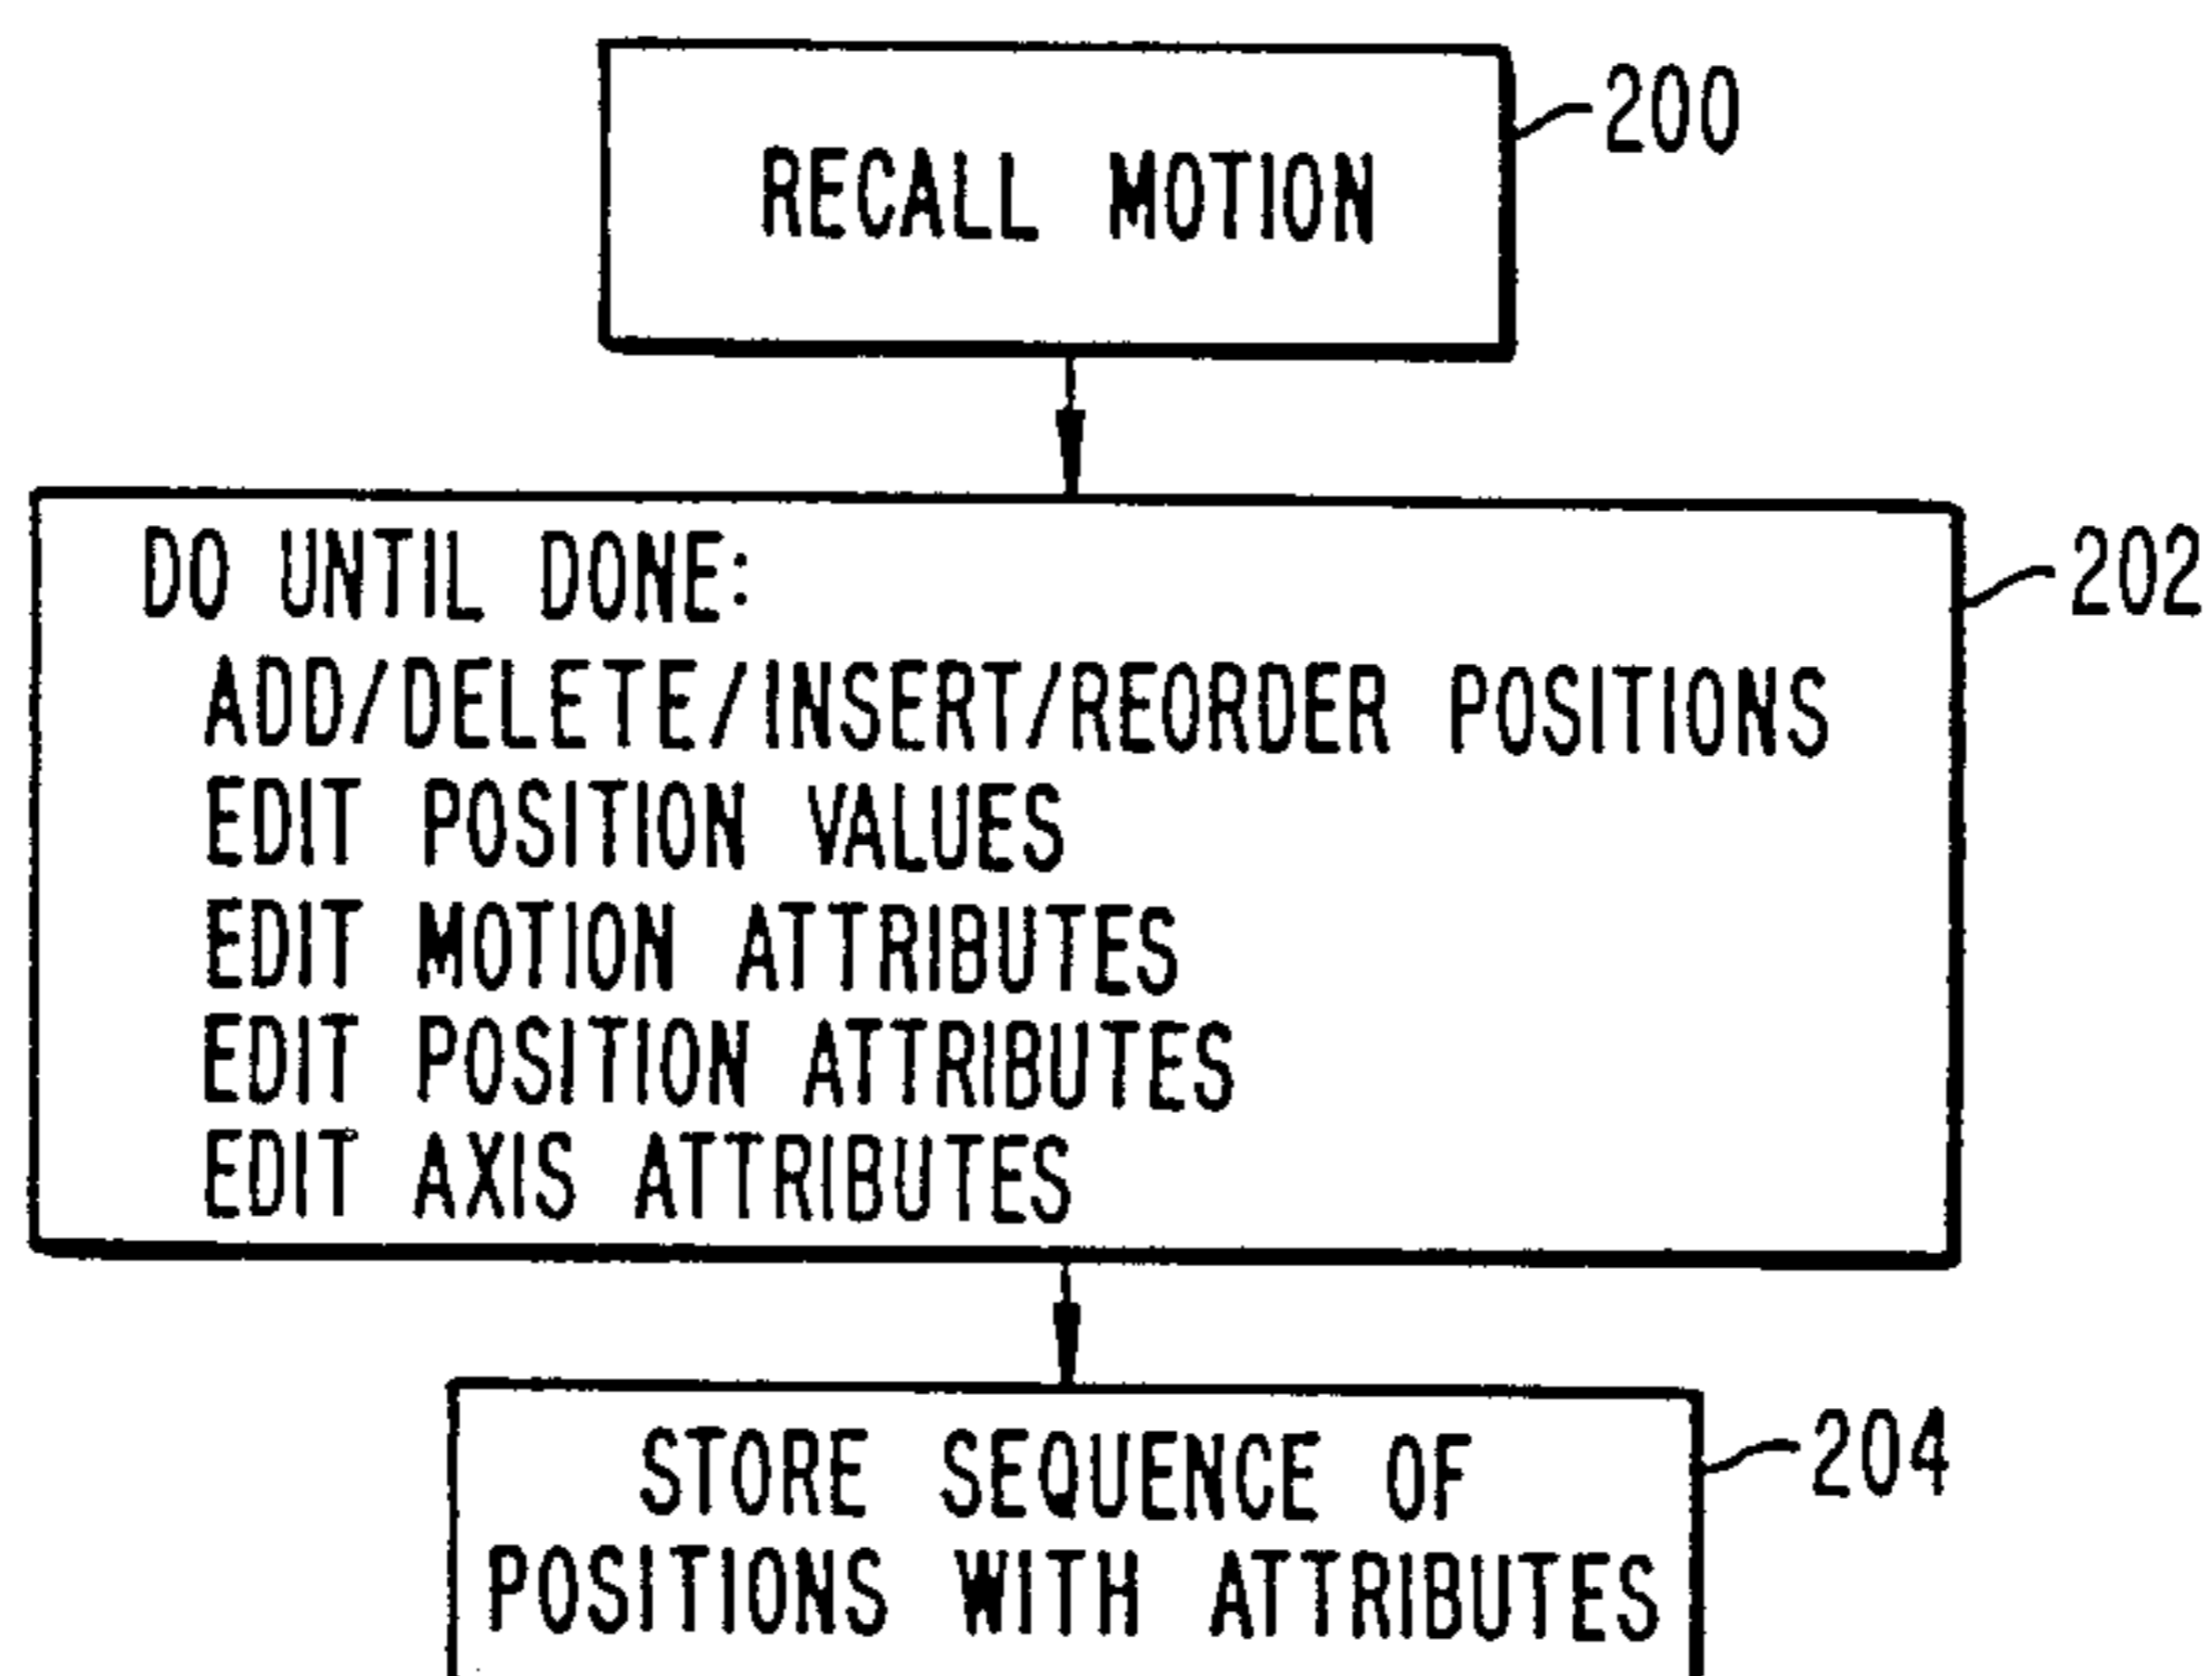 RECALL MOTION
200
DO UNTIL DONE:
202
ADD/DELETE/INSERT/REORDER POSITIONS
EDIT POSITION VALUES
EDIT MOTION ATTRIBUTES
EDIT POSITION ATTRIBUTES
EDIT AXIS ATTRIBUTES
STORE SEQUENCE OF
204
POSITIONS WITH ATTRIBUTES